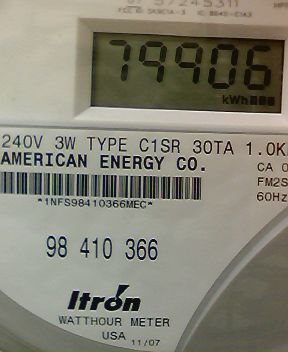 79906
kWh
240V 3W TYPE C1SR 30TA 1.0K
AMERICAN ENERGY CO.
CA 0
*1NFS98410366MEC*
FM2S
60Hz
98 410 366
Itrón
WATTHOUR METER
USA 11/07